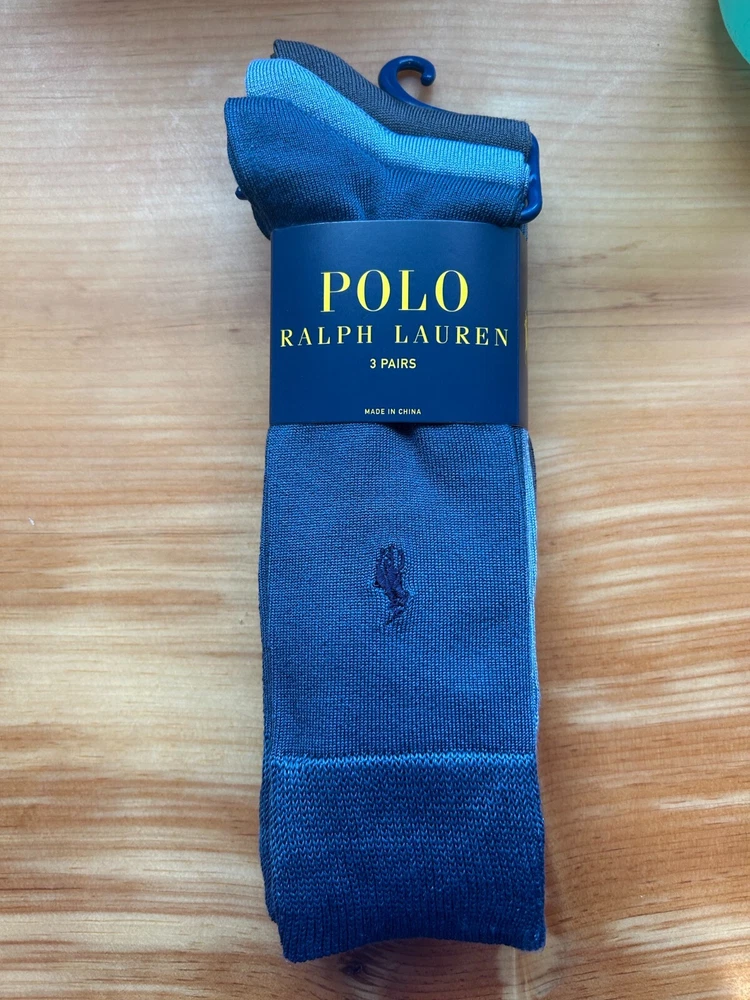 POLO
RALPH LAUREN
3 PAIRS
MADE IN CHINA